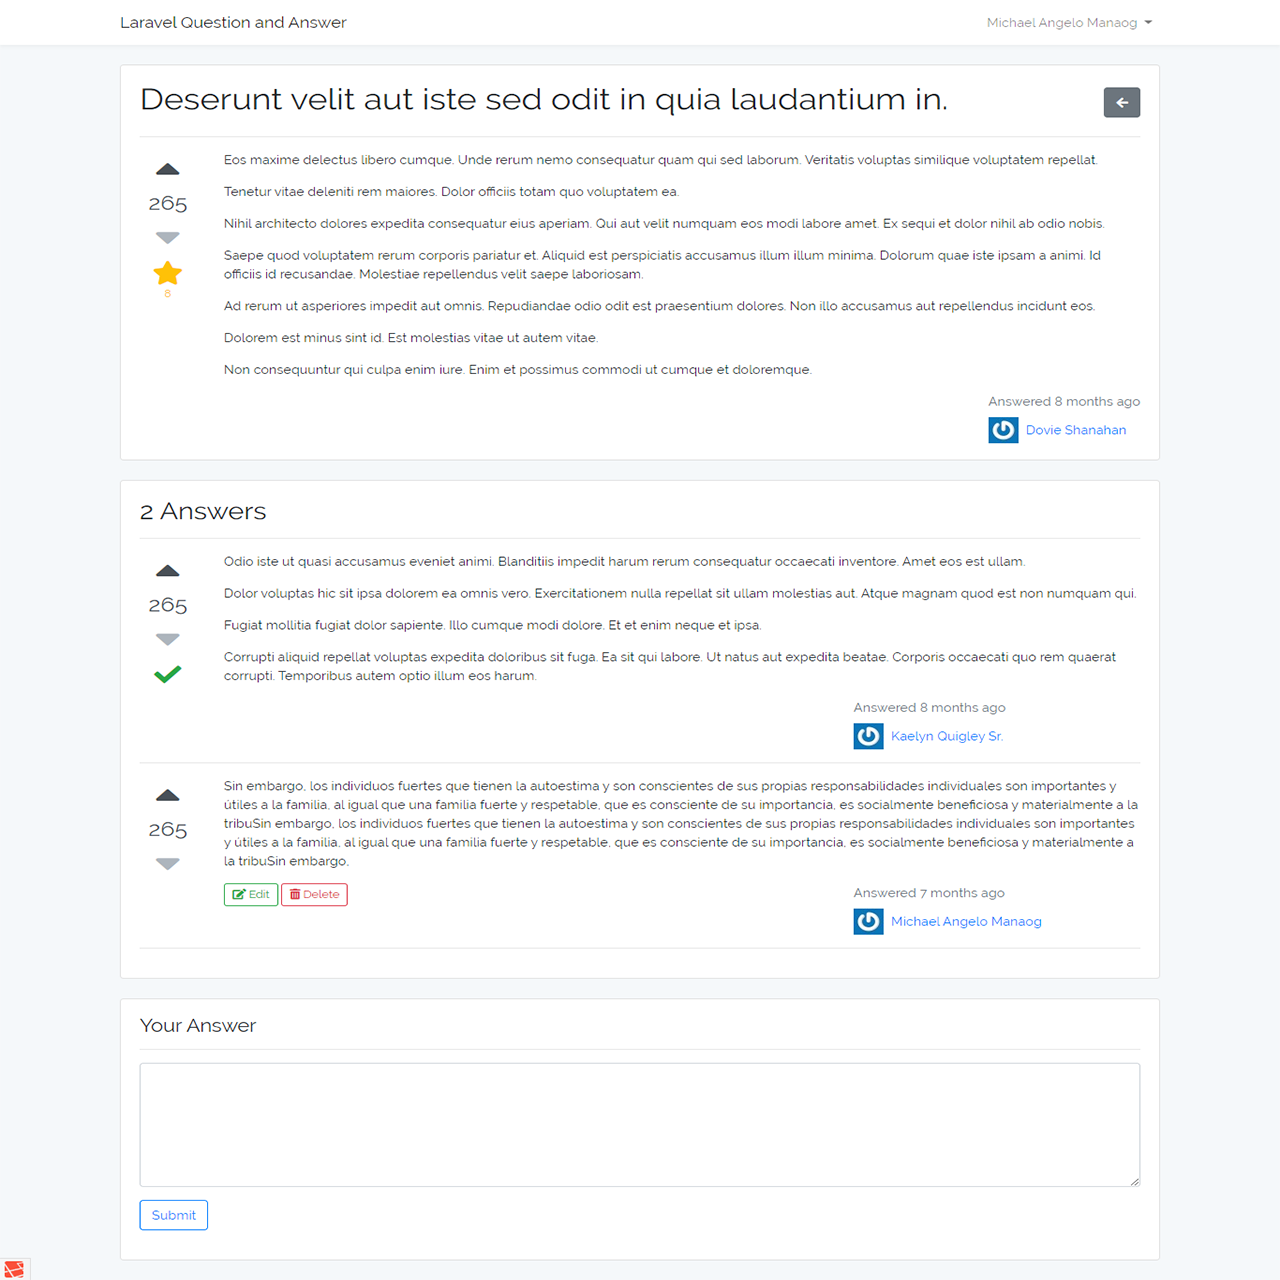 Laravel Question and Answer
Michael Angelo Manaog
Deserunt velit aut iste sed odit in quia laudantium in.
Eos maxime delectus libero cumque. Unde rerum nemo consequatur quam qui sed laborum. Veritatis voluptas similique voluptatem repellat.
265
Tenetur vitae deleniti rem maiores. Dolor officiis totam quo voluptatem ea.
Nihil architecto dolores expedita consequatur eius aperiam. Qui aut velit numquam eos modi labore amet. Ex sequi et dolor nihil ab odio nobis.
8
Saepe quod voluptatem rerum corporis pariatur et. Aliquid est perspiciatis accusamus illum illum minima. Dolorum quae iste ipsam a animi. Id
officiis id recusandae. Molestiae repellendus velit saepe laboriosam.
Ad rerum ut asperiores impedit aut omnis. Repudiandae odio odit est praesentium dolores. Non illo accusamus aut repellendus incidunt eos.
Dolorem est minus sint id. Est molestias vitae ut autem vitae.
Non consequuntur qui culpa enim iure. Enim et possimus commodi ut cumque et doloremque.
Answered 8 months ago
Dovie Shanahan
2 Answers
Odio iste ut quasi accusamus eveniet animi. Blanditiis impedit harum rerum consequatur occaecati inventore. Amet eos est ullam.
265
Dolor voluptas hic sit ipsa dolorem ea omnis vero. Exercitationem nulla repellat sit ullam molestias aut. Atque magnam quod est non numquam qui.
Fugiat mollitia fugiat dolor sapiente. Illo cumque modi dolore. Et et enim neque et ipsa.
Corrupti aliquid repellat voluptas expedita doloribus sit fuga. Ea sit qui labore. Ut natus aut expedita beatae. Corporis occaecati quo rem quaerat
corrupti. Temporibus autem optio illum eos harum.
Answered 8 months ago
Kaelyn Quigley Sr.
Sin embargo, los individuos fuertes que tienen la autoestima y son conscientes de sus propias responsabilidades individuales son importantes y
265
útiles a la familia, al igual que una familia fuerte y respetable, que es consciente de su importancia, es socialmente beneficiosa y materialmente a la
tribuSin embargo, los individuos fuertes que tienen la autoestima y son conscientes de sus propias responsabilidades individuales son importantes
y útiles a la familia, al igual que una familia fuerte y respetable, que es consciente de su importancia, es socialmente beneficiosa y materialmente a
la tribuSin embargo,
Edit
Delete
Answered 7 months ago
Michael Angelo Manaog
Your Answer
Submit